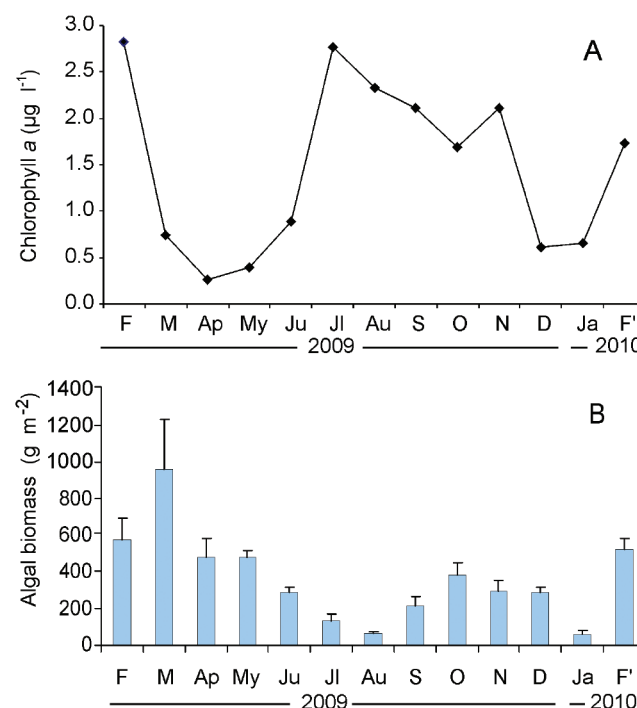 A
Chlorophyll a (µg l-1)
3.0
2.5
2.0
1.5
1.0
0.5
0.0
F M Ap My Ju Jl Au S O N D Ja F'
2009 2010
B
Algal biomass (g m-2)
1400
1200
1000
800
600
400
200
0
F M Ap My Ju Jl Au S O N D Ja F'
2009 2010